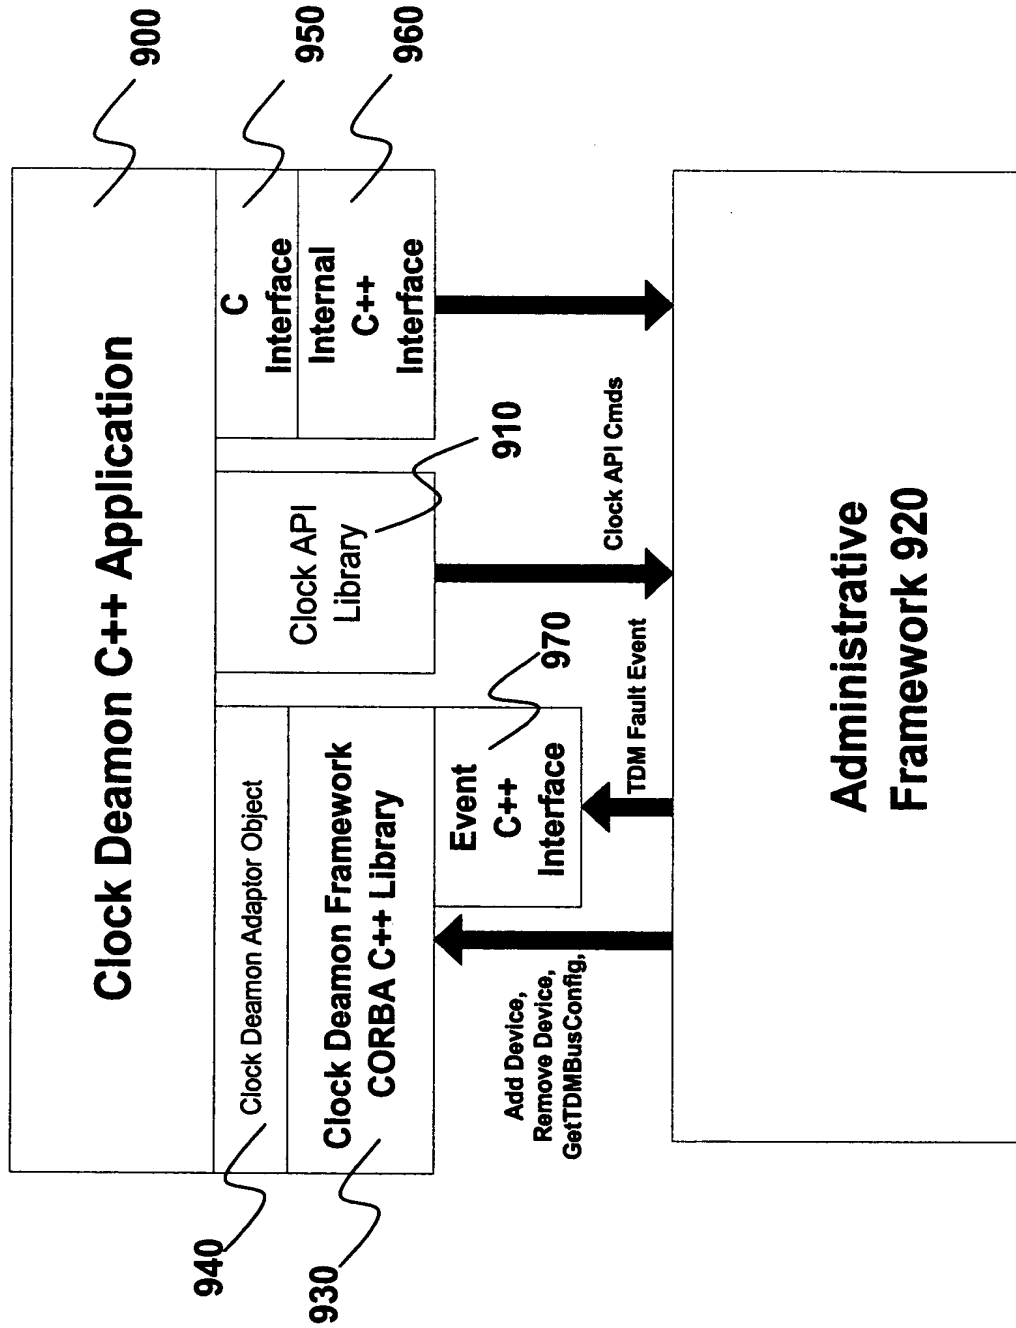 Clock Deamon C++ Application
900
Clock Deamon Adaptor Object
940
Clock Deamon Framework
CORBA C++ Library
930
Clock API
Library
910
C
Interface
950
Internal
C++
Interface
960
Event
C++
Interface
970
Add Device,
Remove Device,
GetTDMBusConfig,
TDM Fault Event
Clock API Cmds
Administrative
Framework 920